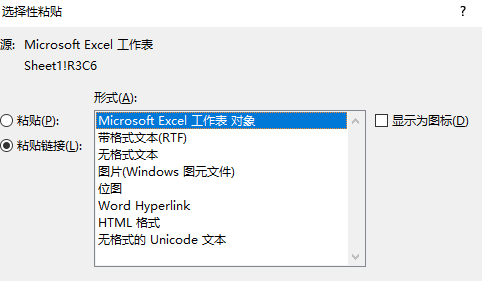 选择性粘贴
?
源: Microsoft Excel 工作表
Sheet1!R3C6
形式(A):
粘贴(P):
粘贴链接(L):
Microsoft Excel 工作表 对象
带格式文本(RTF)
无格式文本
图片(Windows 图元文件)
位图
Word Hyperlink
HTML 格式
无格式的 Unicode 文本
显示为图标(D)